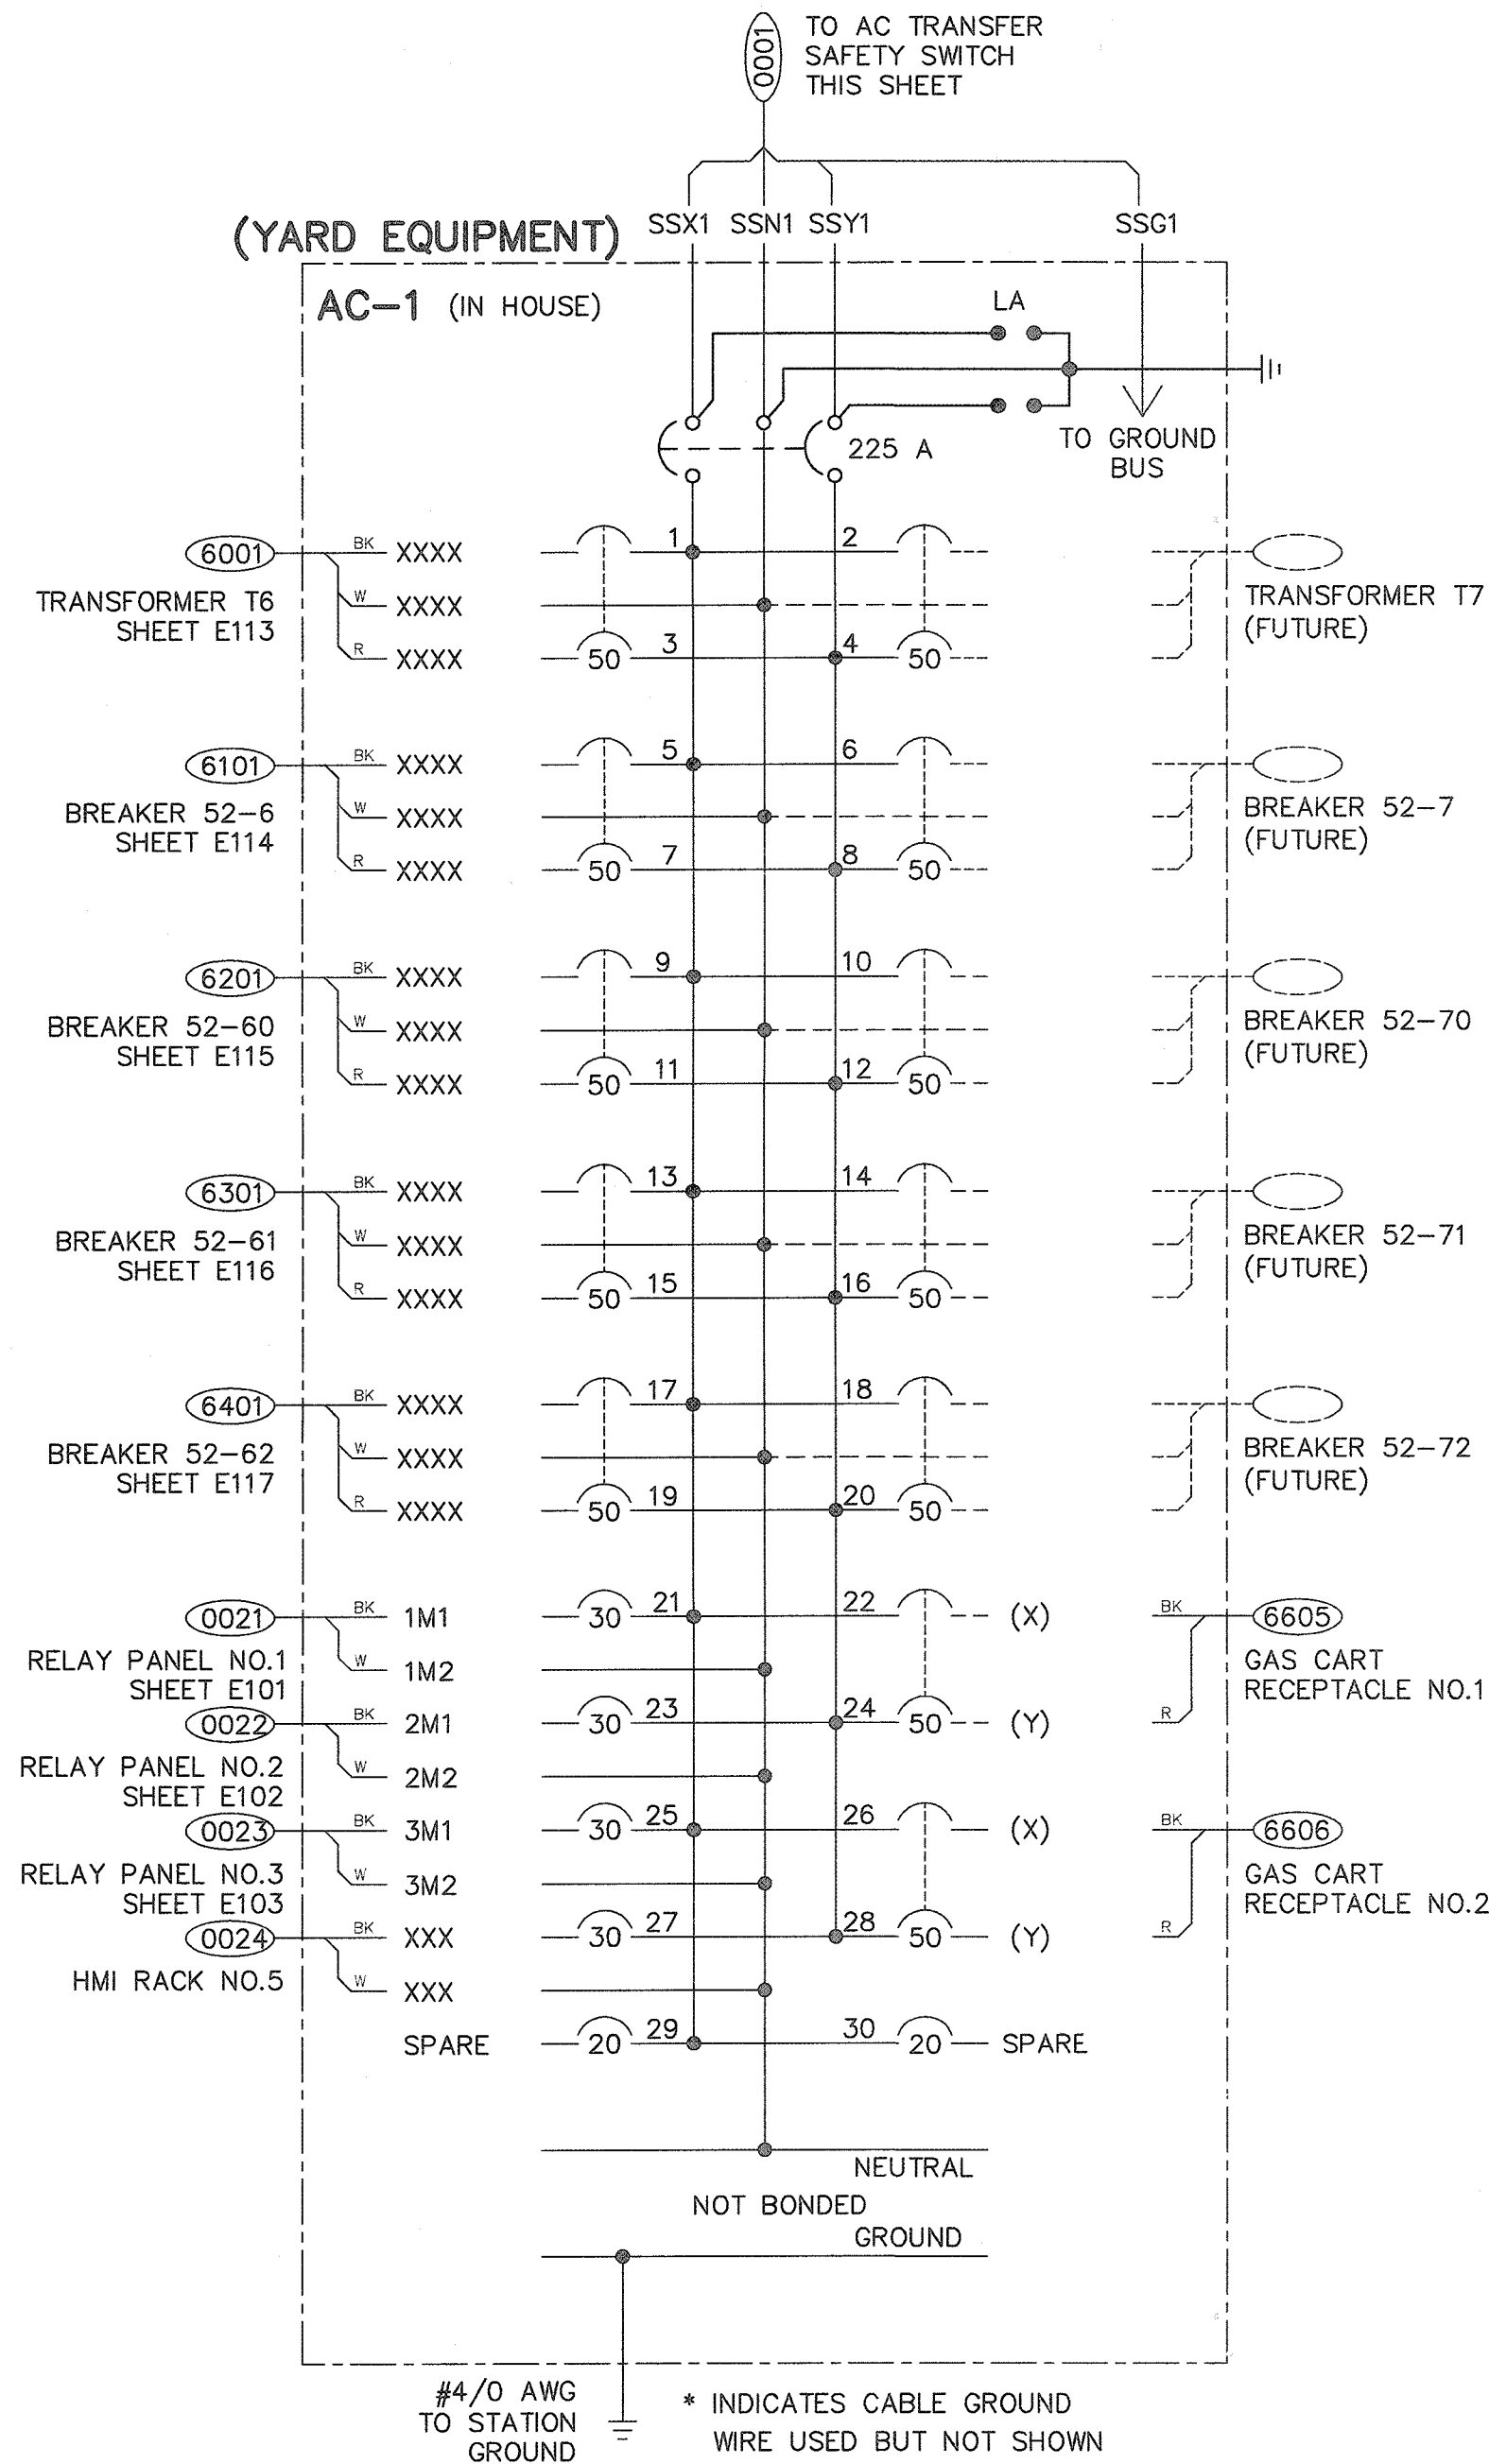 0001
TO AC TRANSFER
SAFETY SWITCH
THIS SHEET
SSX1 SSN1 SSY1 SSG1
(YARD EQUIPMENT)
AC-1 (IN HOUSE)
LA
225 A
TO GROUND
BUS
6001 BK XXXX 1 2
TRANSFORMER T6 W XXXX TRANSFORMER T7
SHEET E113 (FUTURE)
R XXXX 50 3 4 50
6101 BK XXXX 5 6
BREAKER 52-6 W XXXX BREAKER 52-7
SHEET E114 (FUTURE)
R XXXX 50 7 8 50
6201 BK XXXX 9 10
BREAKER 52-60 W XXXX BREAKER 52-70
SHEET E115 (FUTURE)
R XXXX 50 11 12 50
6301 BK XXXX 13 14
BREAKER 52-61 W XXXX BREAKER 52-71
SHEET E116 (FUTURE)
R XXXX 50 15 16 50
6401 BK XXXX 17 18
BREAKER 52-62 W XXXX BREAKER 52-72
SHEET E117 (FUTURE)
R XXXX 50 19 20 50
0021 BK 1M1 30 21 22 (X) BK 6605
RELAY PANEL NO.1 W 1M2 GAS CART
SHEET E101 RECEPTACLE NO.1
0022 BK 2M1 30 23 24 50 (Y) R
RELAY PANEL NO.2 W 2M2
SHEET E102
0023 BK 3M1 30 25 26 (X) BK 6606
RELAY PANEL NO.3 W 3M2 GAS CART
SHEET E103 RECEPTACLE NO.2
0024 BK XXX 30 27 28 50 (Y) R
HMI RACK NO.5 W XXX
SPARE 20 29 30 20 SPARE
NEUTRAL
NOT BONDED
GROUND
#4/0 AWG
TO STATION
GROUND
* INDICATES CABLE GROUND
WIRE USED BUT NOT SHOWN